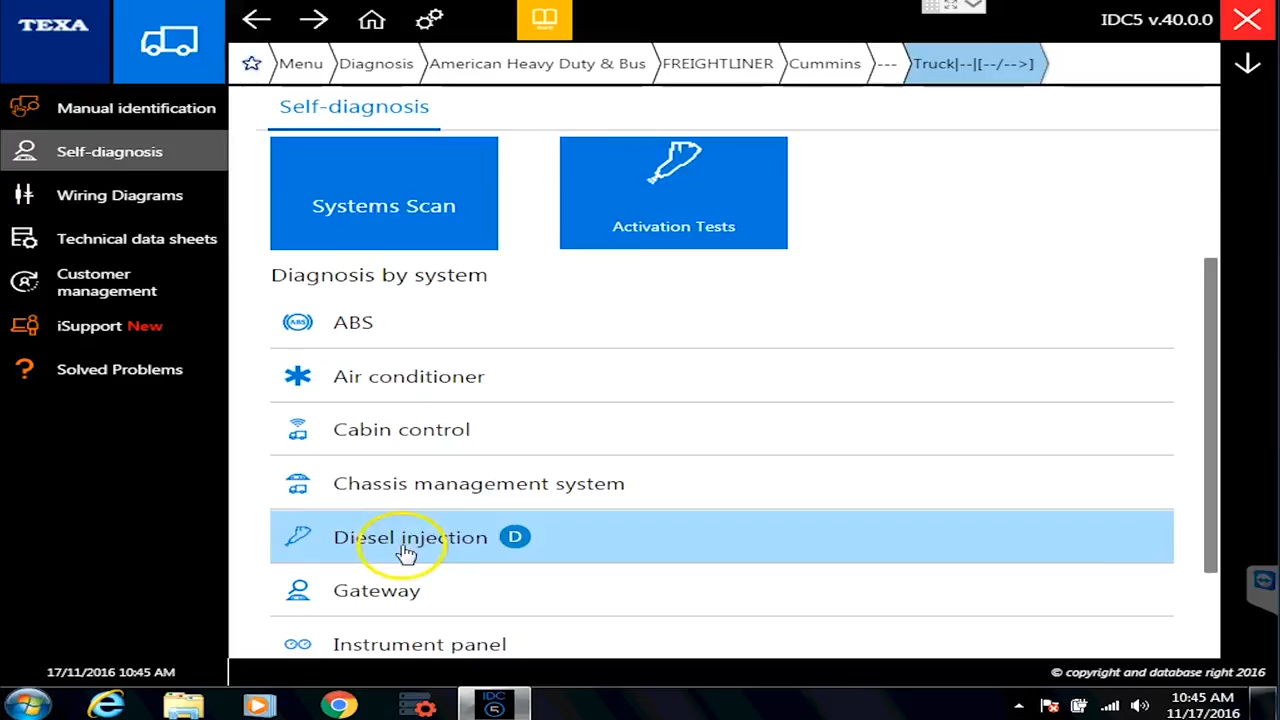 TEXA
IDC5 v.40.0.0
Menu
Diagnosis
American Heavy Duty & Bus
FREIGHTLINER
Cummins
---
Truck|--|[--/-->]
Manual identification
Self-diagnosis
Wiring Diagrams
Technical data sheets
Customer
management
iSupport New
Solved Problems
Self-diagnosis
Systems Scan
Activation Tests
Diagnosis by system
ABS
ABS
Air conditioner
Cabin control
Chassis management system
Diesel injection D
Gateway
Instrument panel
17/11/2016 10:45 AM
© copyright and database right 2016
IDC
5
10:45 AM
11/17/2016